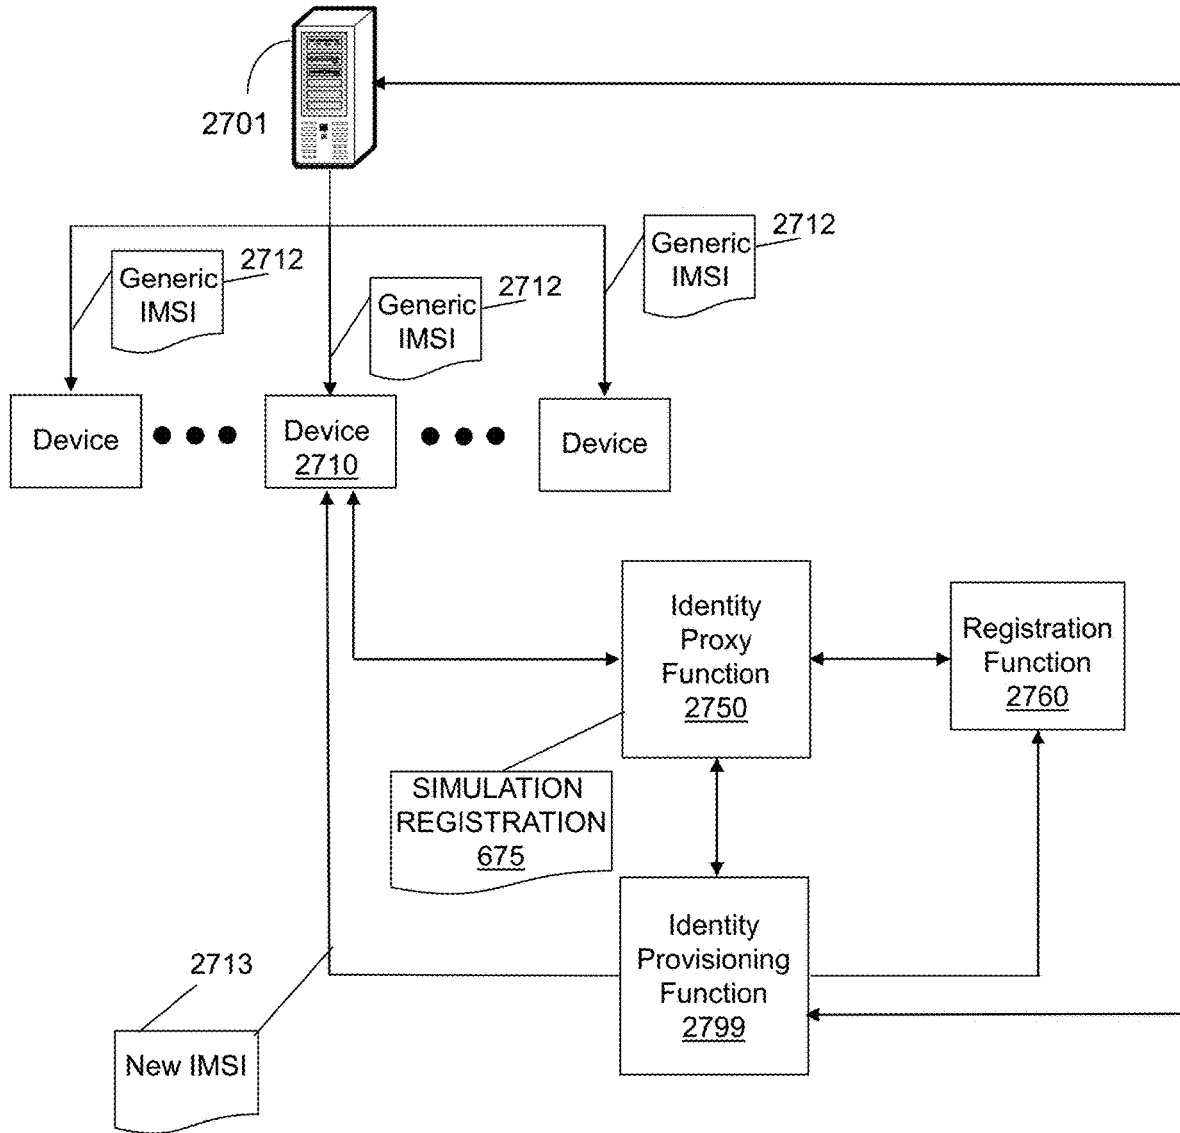 2701
Generic
IMSI
2712
Generic
IMSI
2712
Generic
IMSI
2712
Device
Device
2710
Device
Identity
Proxy
Function
2750
Registration
Function
2760
SIMULATION
REGISTRATION
675
Identity
Provisioning
Function
2799
2713
New IMSI